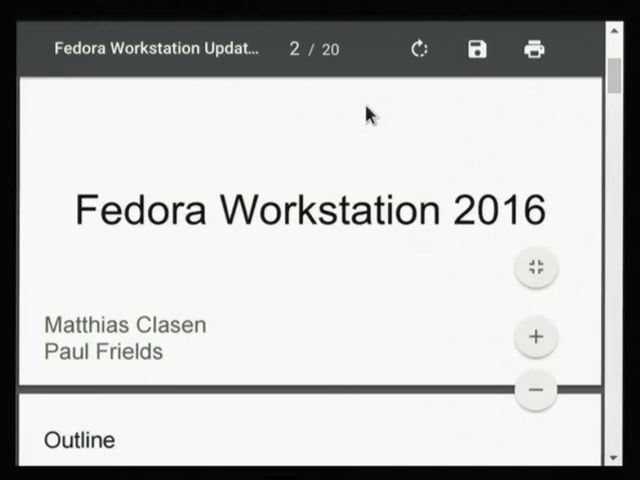 Fedora Workstation Updat... 2 / 20
Fedora Workstation 2016
Matthias Clasen
Paul Frields
Outline